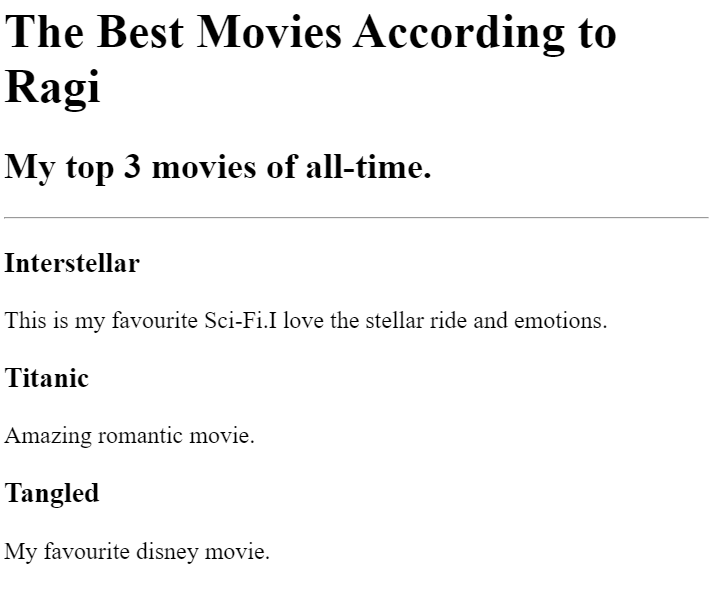 The Best Movies According to
Ragi
My top 3 movies of all-time.
Interstellar
This is my favourite Sci-Fi.I love the stellar ride and emotions.
Titanic
Amazing romantic movie.
Tangled
My favourite disney movie.